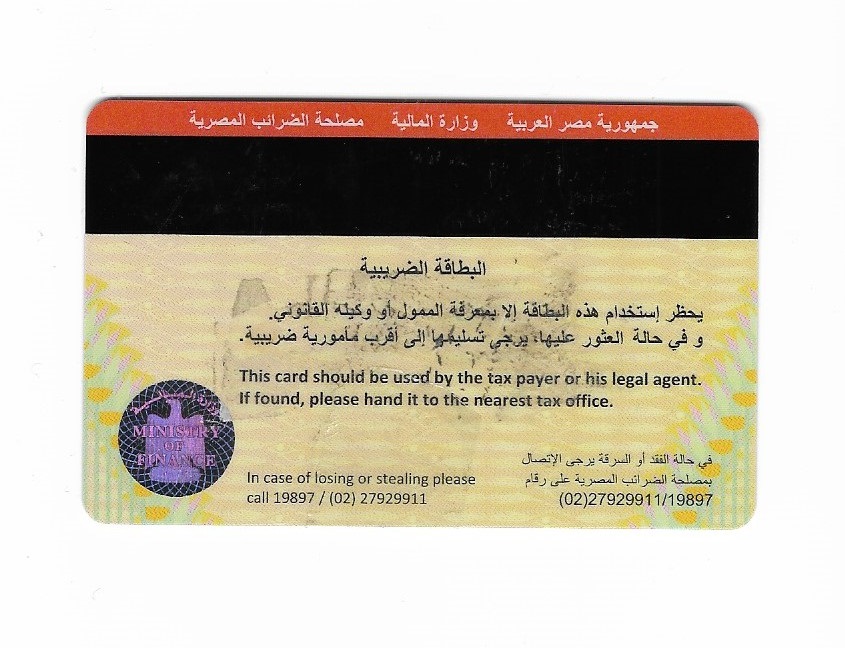 جمهورية مصر العربية وزارة المالية مصلحة الضرائب المصرية
البطاقة الضريبية
يحظر إستخدام هذه البطاقة إلا بمعرفة الممول أو وكيله القانوني.
و في حالة العثور عليها، يرجي تسليمها إلى أقرب مأمورية ضريبية.
This card should be used by the tax payer or his legal agent.
If found, please hand it to the nearest tax office.
MINISTRY
OF
FINANCE
In case of losing or stealing please
call 19897 / (02) 27929911
في حالة الفقد أو السرقة يرجى الإتصال
بمصلحة الضرائب المصرية على رقام
(02)27929911/19897